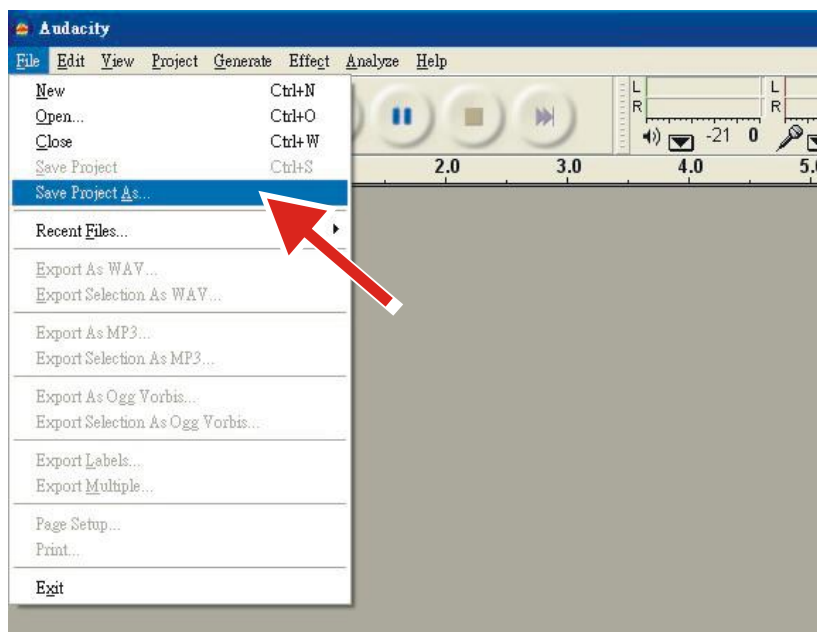 Audacity
File Edit View Project Generate Effect Analyze Help
New Ctrl+N
Open... Ctrl+O
Close Ctrl+W
Save Project Ctrl+S
Save Project As...
Recent Files...
Export As WAV...
Export Selection As WAV...
Export As MP3...
Export Selection As MP3...
Export As Ogg Vorbis...
Export Selection As Ogg Vorbis...
Export Labels...
Export Multiple...
Page Setup...
Print...
Exit
L
R
-21 0
L
R
2.0 3.0 4.0 5.